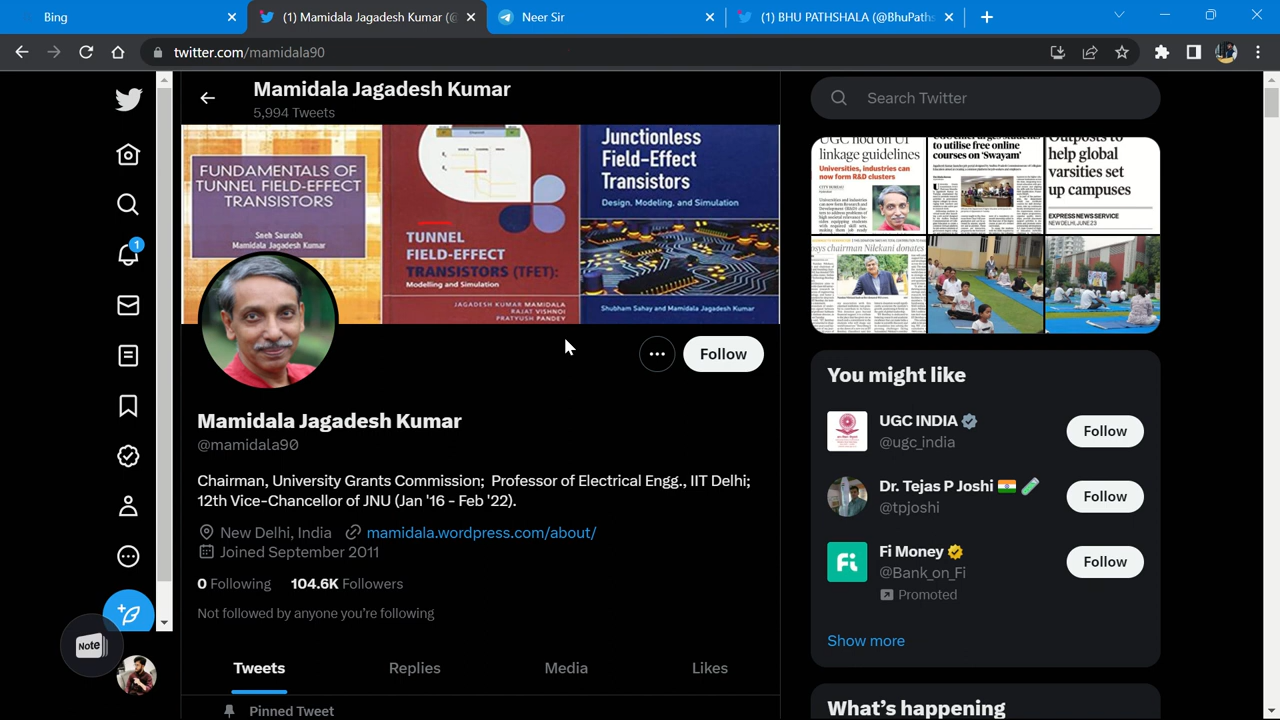 Bing
(1) Mamidala Jagadesh Kumar (@
Neer Sir
(1) BHU PATHSHALA (@BhuPaths
twitter.com/mamidala90
Mamidala Jagadesh Kumar
5,994 Tweets
Search Twitter
FUNDAMENTALS OF
TUNNEL FIELD-EFFECT
TRANSISTORS
Sneh Saurabh
Mamidala Jagadesh Kumar
TUNNEL
FIELD-EFFECT
TRANSISTORS (TFET)
Modelling and Simulation
JAGADESH KUMAR MAMIDALA
RAJAT VISHNOI
PRATYUSH PANDEY
Junctionless
Field-Effect
Transistors
Design, Modeling, and Simulation
Shubham Sahay and Mamidala Jagadesh Kumar
linkage guidelines
Universities, industries can
now form R&D clusters
to utilise free online
courses on 'Swayam'
help global
varsities set
up campuses
EXPRESS NEWS SERVICE
NEW DELHI, JUNE 23
sys chairman Nilekani donates
1
Follow
Mamidala Jagadesh Kumar
@mamidala90
Chairman, University Grants Commission; Professor of Electrical Engg., IIT Delhi;
12th Vice-Chancellor of JNU (Jan '16 - Feb '22).
New Delhi, India mamidala.wordpress.com/about/
Joined September 2011
0 Following 104.6K Followers
Not followed by anyone you're following
Tweets Replies Media Likes
Pinned Tweet
You might like
UGC INDIA
@ugc_india
Follow
Dr. Tejas P Joshi
@tpjoshi
Follow
Fi Money
@Bank_on_Fi
Promoted
Follow
Show more
What's happening
Note